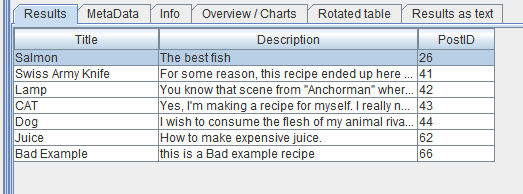 Results MetaData Info Overview / Charts Rotated table Results as text
Title Description PostID
Salmon The best fish 26
Swiss Army Knife For some reason, this recipe ended up here ... 41
Lamp You know that scene from "Anchorman" wher... 42
CAT Yes, I'm making a recipe for myself. I really n... 43
Dog I wish to consume the flesh of my animal riva... 44
Juice How to make expensive juice. 62
Bad Example this is a Bad example recipe 66